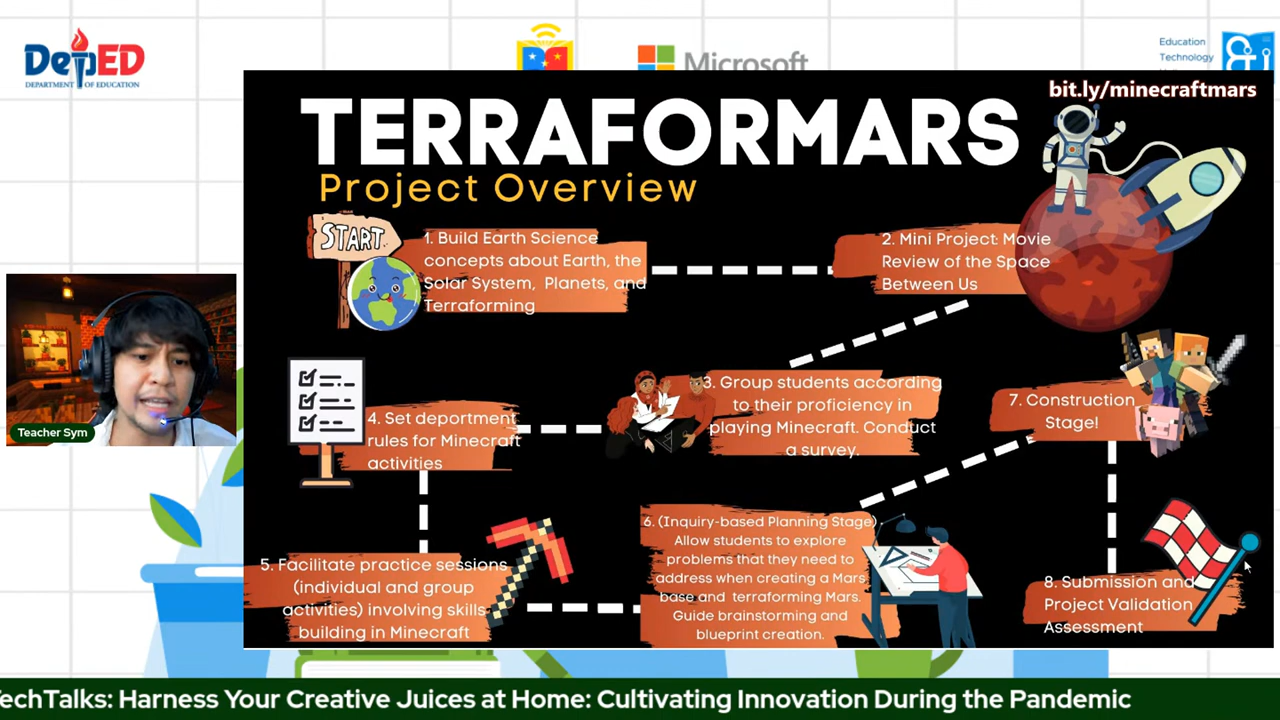 DepED
DEPARTMENT OF EDUCATION
Microsoft
Education
Technology
bit.ly/minecraftmars
TERRAFORMARS
Project Overview
START
1. Build Earth Science
concepts about Earth, the
Solar System, Planets, and
Terraforming
2. Mini Project: Movie
Review of the Space
Between Us
3. Group students according
to their proficiency in
playing Minecraft. Conduct
a survey.
4. Set deportment
rules for Minecraft
activities
5. Facilitate practice sessions
(individual and group
activities) involving skills
building in Minecraft
6. (Inquiry-based Planning Stage)
Allow students to explore
problems that they need to
address when creating a Mars
base and terraforming Mars.
Guide brainstorming and
blueprint creation.
7. Construction
Stage!
8. Submission and
Project Validation
Assessment
Teacher Sym
TechTalks: Harness Your Creative Juices at Home: Cultivating Innovation During the Pandemic